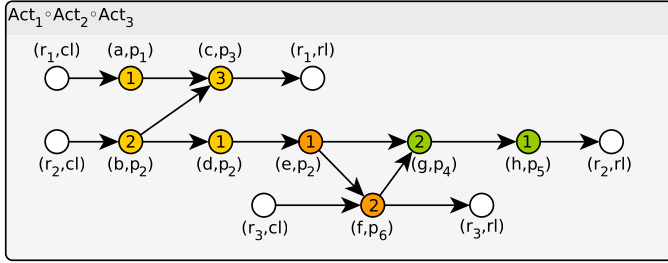 Act₁∘Act₂∘Act₃
(r₁,cl) (a,p₁) (c,p₃) (r₁,rl)
1 3
2 1 1 2 1
(r₂,cl) (b,p₂) (d,p₂) (e,p₂) (g,p₄) (h,p₅) (r₂,rl)
2
(r₃,cl) (f,p₆) (r₃,rl)